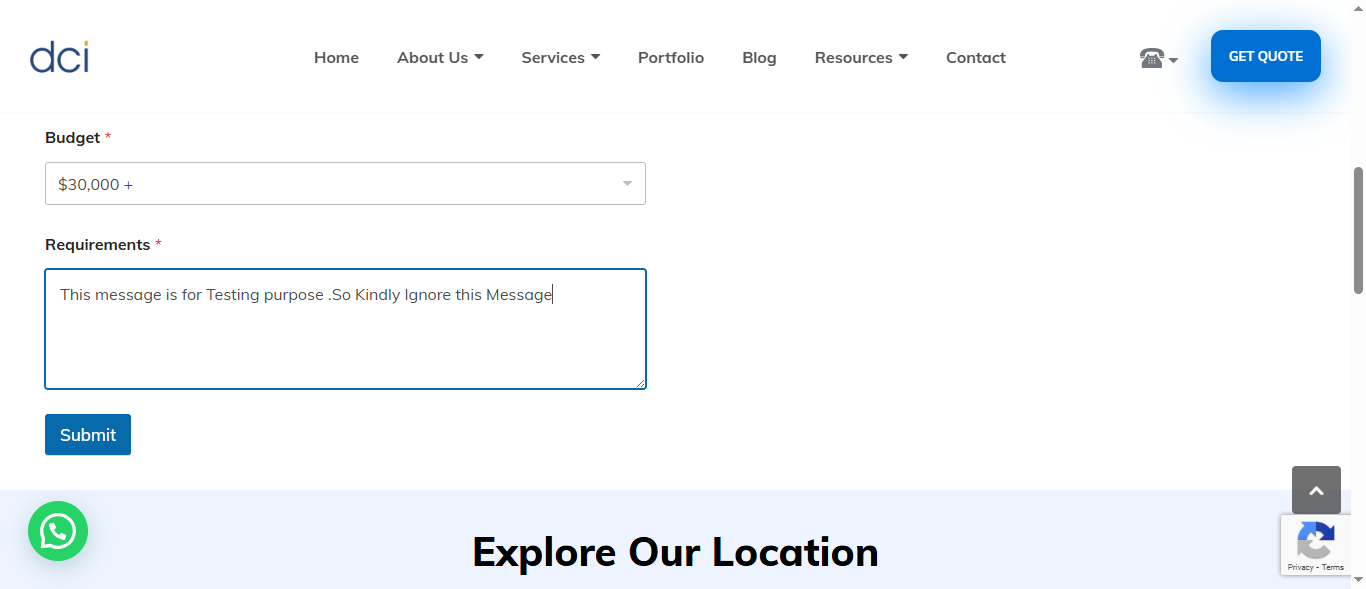 dci
Home About Us Services Portfolio Blog Resources Contact
GET QUOTE
Budget *
$30,000 +
Requirements *
This message is for Testing purpose .So Kindly Ignore this Message
Submit
Explore Our Location
Privacy - Terms